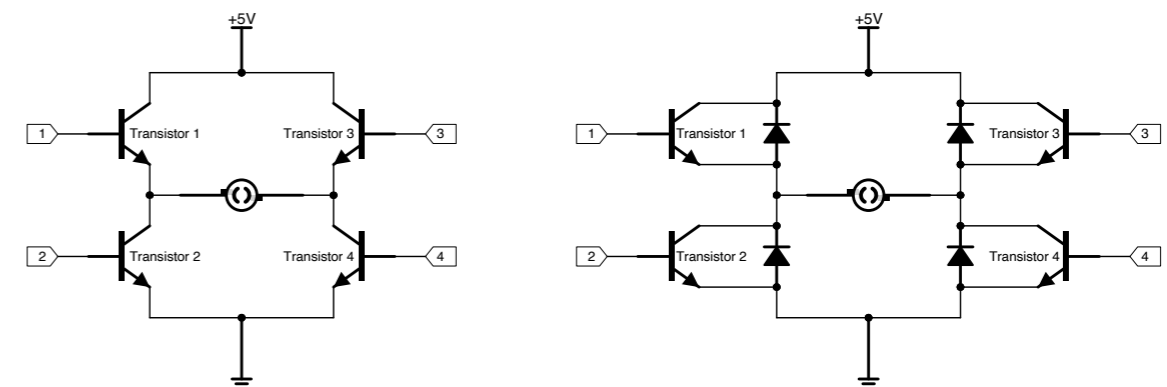 +5V
+5V
1
Transistor 1
Transistor 3
3
1
Transistor 1
Transistor 3
3
2
Transistor 2
Transistor 4
4
2
Transistor 2
Transistor 4
4